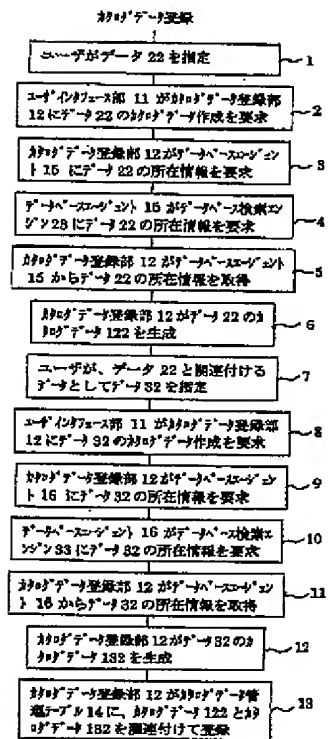 ｶﾀﾛｸﾞﾃﾞｰﾀ登録
ユーザがデータ22を指定
1
ﾕｰｻﾞｲﾝﾀﾌｪｰｽ部 11 がｶﾀﾛｸﾞﾃﾞｰﾀ登録部
12にデータ22のｶﾀﾛｸﾞﾃﾞｰﾀ作成を要求
2
ｶﾀﾛｸﾞﾃﾞｰﾀ登録部 12がﾃﾞｰﾀﾍﾞｰｽｴｰｼﾞｪﾝ
ﾄ 15 にデータ22の所在情報を要求
3
ﾃﾞｰﾀﾍﾞｰｽｴｰｼﾞｪﾝﾄ 15 がﾃﾞｰﾀﾍﾞｰｽ検索ｴﾝ
ｼﾞﾝ 23にデータ22の所在情報を要求
4
ｶﾀﾛｸﾞﾃﾞｰﾀ登録部 12がﾃﾞｰﾀﾍﾞｰｽｴｰｼﾞｪﾝﾄ
15からデータ22の所在情報を取得
5
ｶﾀﾛｸﾞﾃﾞｰﾀ登録部 12がデータ22のｶ
ﾀﾛｸﾞﾃﾞｰﾀ 122 を生成
6
ユーザが、データ22と関連付ける
データとしてデータ32を指定
7
ﾕｰｻﾞｲﾝﾀﾌｪｰｽ部 11 がｶﾀﾛｸﾞﾃﾞｰﾀ登録部
12にデータ32のｶﾀﾛｸﾞﾃﾞｰﾀ作成を要求
8
ｶﾀﾛｸﾞﾃﾞｰﾀ登録部 12がﾃﾞｰﾀﾍﾞｰｽｴｰｼﾞｪﾝ
ﾄ 16 にデータ32の所在情報を要求
9
ﾃﾞｰﾀﾍﾞｰｽｴｰｼﾞｪﾝﾄ 16 がﾃﾞｰﾀﾍﾞｰｽ検索ｴ
ﾝｼﾞﾝ 33にデータ32の所在情報を要求
10
ｶﾀﾛｸﾞﾃﾞｰﾀ登録部 12がﾃﾞｰﾀﾍﾞｰｽｴｰｼﾞｪﾝ
ﾄ 16からデータ32の所在情報を取得
11
ｶﾀﾛｸﾞﾃﾞｰﾀ登録部 12がデータ32のｶ
ﾀﾛｸﾞﾃﾞｰﾀ 132 を生成
12
ｶﾀﾛｸﾞﾃﾞｰﾀ登録部 12がｶﾀﾛｸﾞﾃﾞｰﾀ管
理テーブル14に、ｶﾀﾛｸﾞﾃﾞｰﾀ 122とｶﾀﾛ
ｸﾞﾃﾞｰﾀ 132を関連付けて登録
13